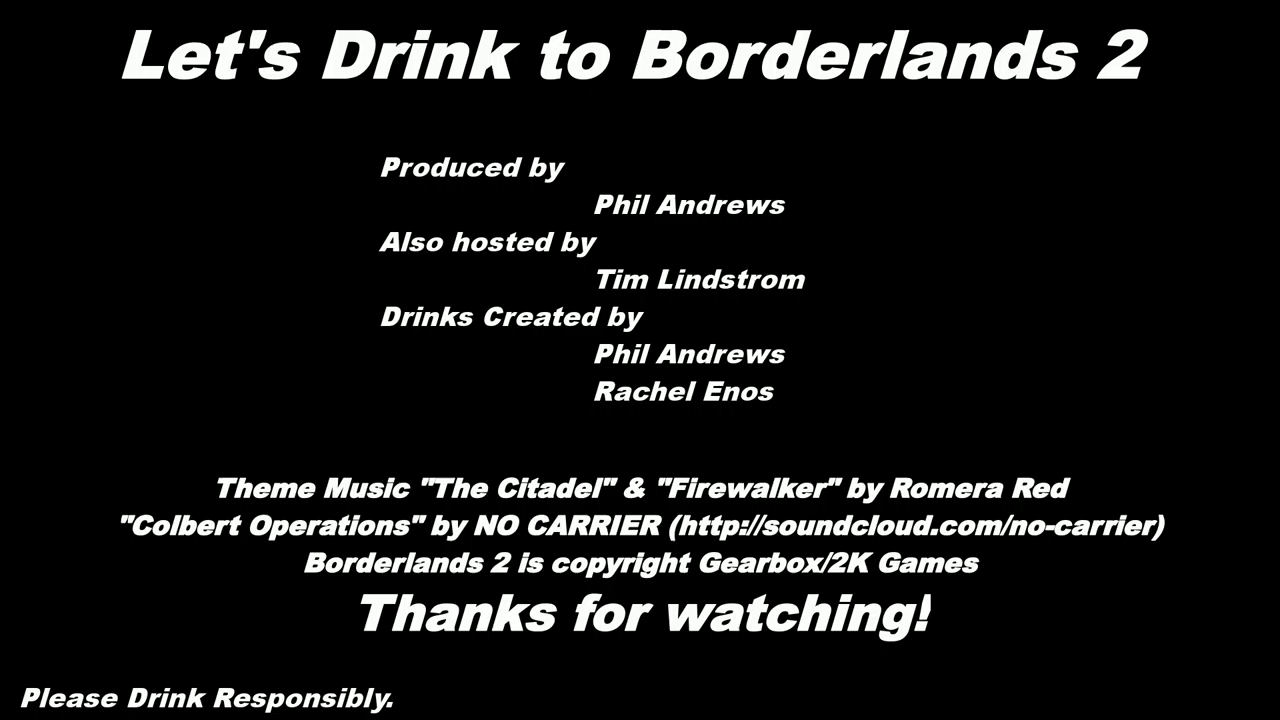 Let's Drink to Borderlands 2
Produced by
Phil Andrews
Also hosted by
Tim Lindstrom
Drinks Created by
Phil Andrews
Rachel Enos
Theme Music "The Citadel" & "Firewalker" by Romera Red
"Colbert Operations" by NO CARRIER (http://soundcloud.com/no-carrier)
Borderlands 2 is copyright Gearbox/2K Games
Thanks for watching!
Please Drink Responsibly.